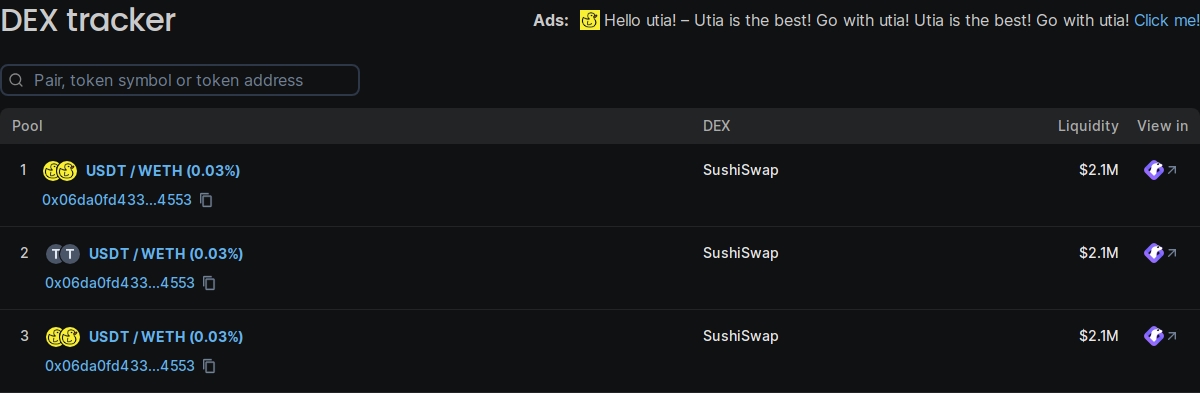 DEX tracker
Ads: Hello utia! – Utia is the best! Go with utia! Utia is the best! Go with utia! Click me!
Pair, token symbol or token address
Pool DEX Liquidity View in
1 USDT / WETH (0.03%) SushiSwap $2.1M
0x06da0fd433...4553
2 T T USDT / WETH (0.03%) SushiSwap $2.1M
0x06da0fd433...4553
3 USDT / WETH (0.03%) SushiSwap $2.1M
0x06da0fd433...4553